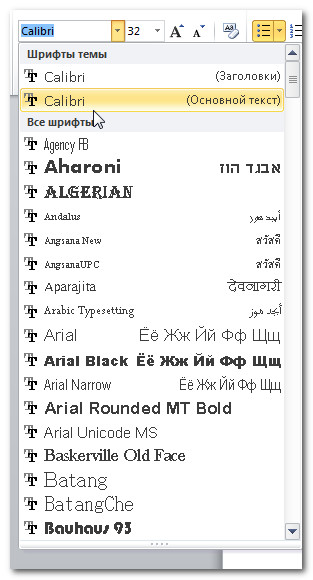 Calibri 32 A A Aa
Шрифты темы
Calibri (Заголовки)
Calibri (Основной текст)
Все шрифты
Agency FB
Aharoni אבגד הוז
ALGERIAN
Andalus أبجد هوز
Angsana New สวัสดี
AngsanaUPC สวัสดี
Aparajita देवनागरी
Arabic Typesetting أبجد هوز
Arial Ёё Жж Йй Фф Щщ
Arial Black Ёё Жж Йй Фф Щщ
Arial Narrow Ёё Жж Йй Фф Щщ
Arial Rounded MT Bold
Arial Unicode MS
Baskerville Old Face
Batang
BatangChe
Bauhaus 93